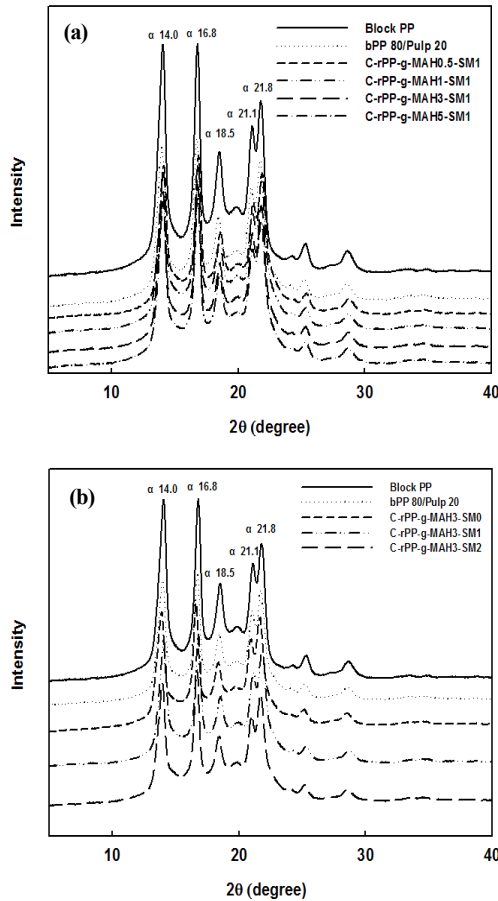 (a)
α 14.0
α 16.8
α 18.5
α 21.1
α 21.8
Block PP
bPP 80/Pulp 20
C-rPP-g-MAH0.5-SM1
C-rPP-g-MAH1-SM1
C-rPP-g-MAH3-SM1
C-rPP-g-MAH5-SM1
Intensity
10
20
30
40
2θ (degree)
(b)
α 14.0
α 16.8
α 18.5
α 21.1
α 21.8
Block PP
bPP 80/Pulp 20
C-rPP-g-MAH3-SM0
C-rPP-g-MAH3-SM1
C-rPP-g-MAH3-SM2
Intensity
10
20
30
40
2θ (degree)